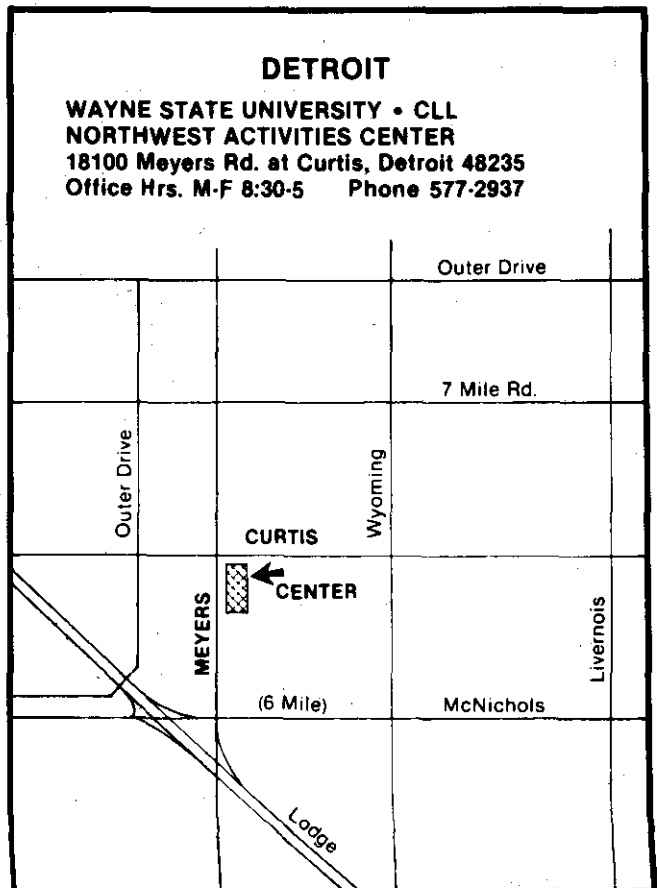 DETROIT
WAYNE STATE UNIVERSITY • CLL
NORTHWEST ACTIVITIES CENTER
18100 Meyers Rd. at Curtis, Detroit 48235
Office Hrs. M-F 8:30-5 Phone 577-2937
Outer Drive
7 Mile Rd.
Outer Drive
Wyoming
CURTIS
CENTER
MEYERS
Livernois
(6 Mile)
McNichols
Lodge